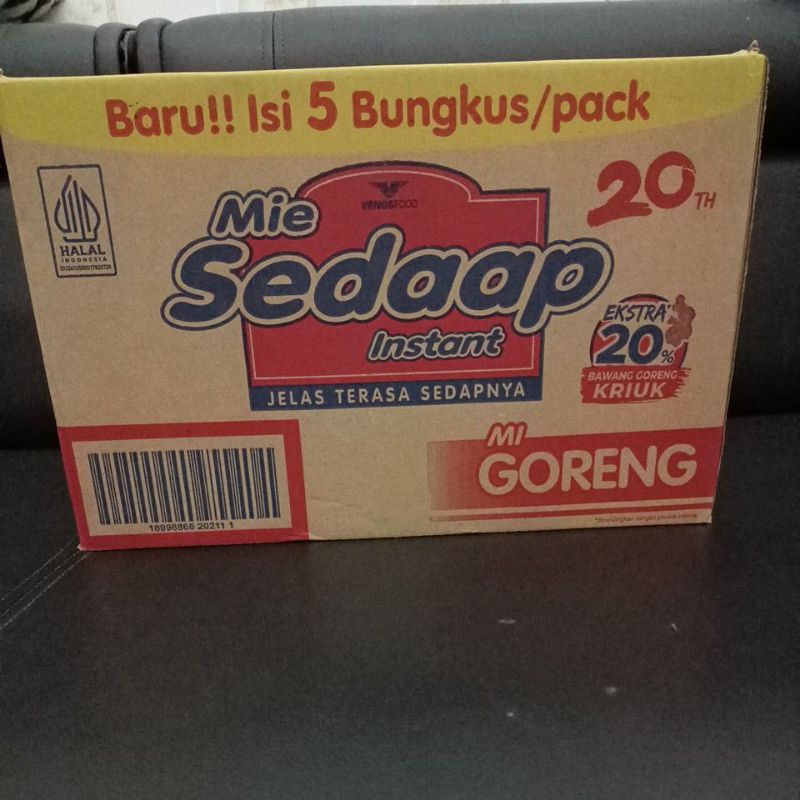 Baru!! Isi 5 Bungkus/pack
HALAL
INDONESIA
WINGSFOOD
Mie
Sedaap
Instant
JELAS TERASA SEDAPNYA
20TH
EKSTRA*
20%
BAWANG GORENG
KRIUK
MI
GORENG
18998866 20211 1